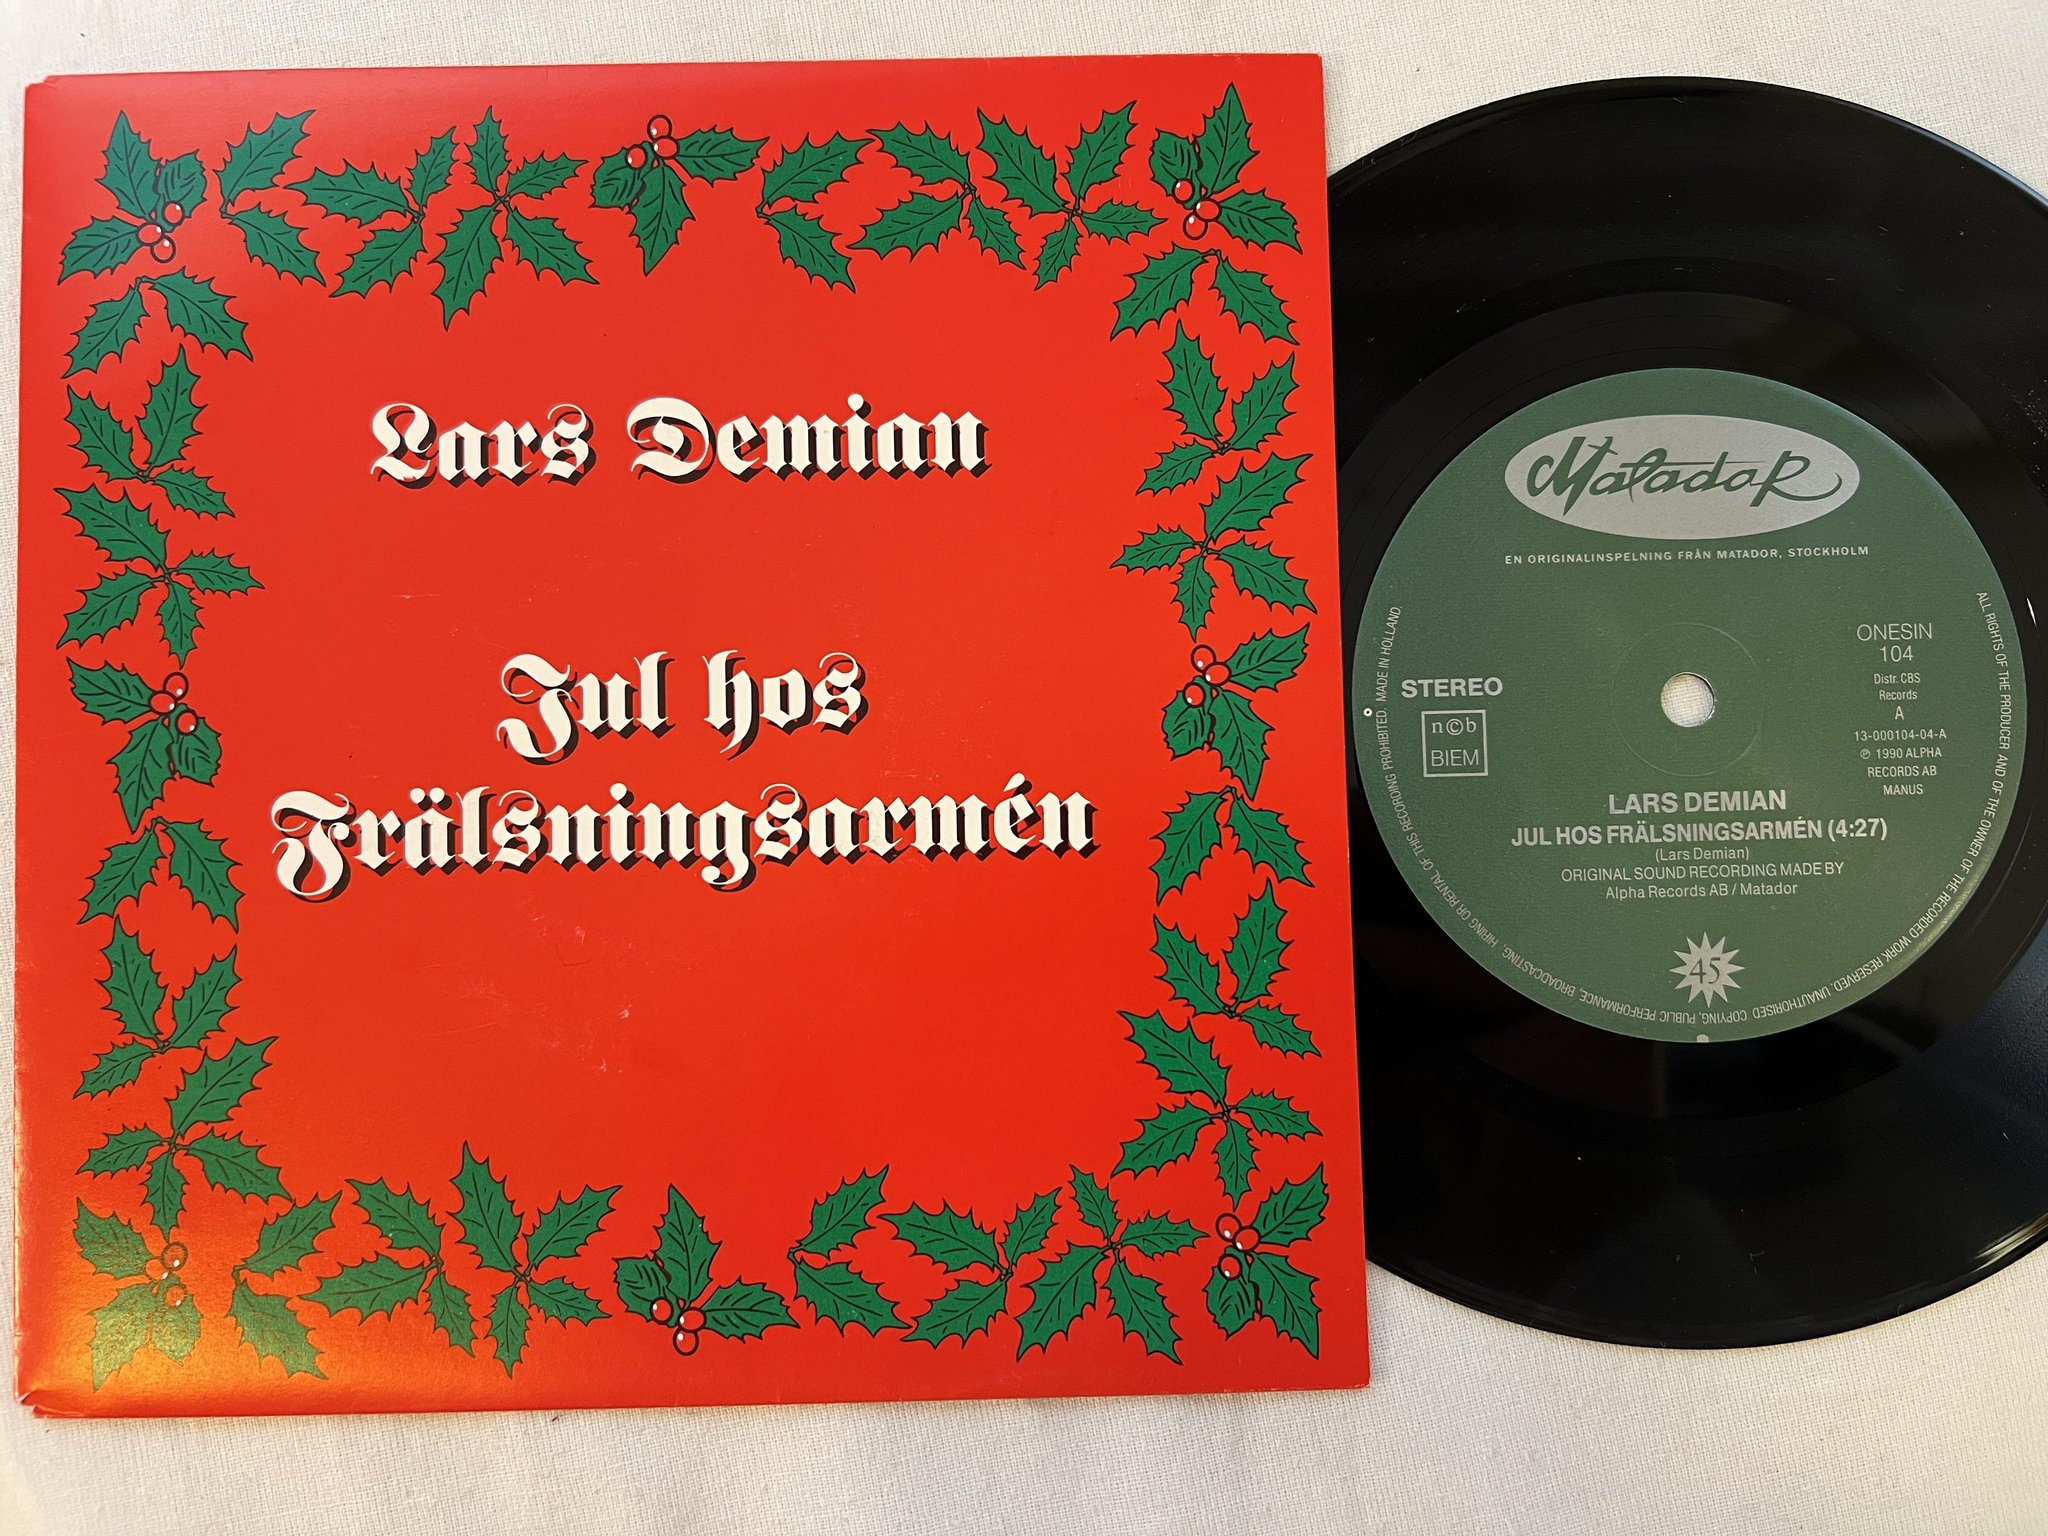 Lars Demian
Jul hos
Frälsningsarmén
MatadoR
EN ORIGINALINSPELNING FRÅN MATADOR, STOCKHOLM
STEREO
n©b
BIEM
ONESIN
104
Distr. CBS
Records
A
13-000104-04-A
℗ 1990 ALPHA
RECORDS AB
MANUS
LARS DEMIAN
JUL HOS FRÄLSNINGSARMÉN (4:27)
(Lars Demian)
ORIGINAL SOUND RECORDING MADE BY
Alpha Records AB / Matador
45
ALL RIGHTS OF THE PRODUCER AND OF THE OWNER OF THE RECORDED WORK RESERVED. UNAUTHORISED COPYING, PUBLIC PERFORMANCE, BROADCASTING, HIRING OR RENTAL OF THIS RECORDING PROHIBITED. MADE IN HOLLAND.